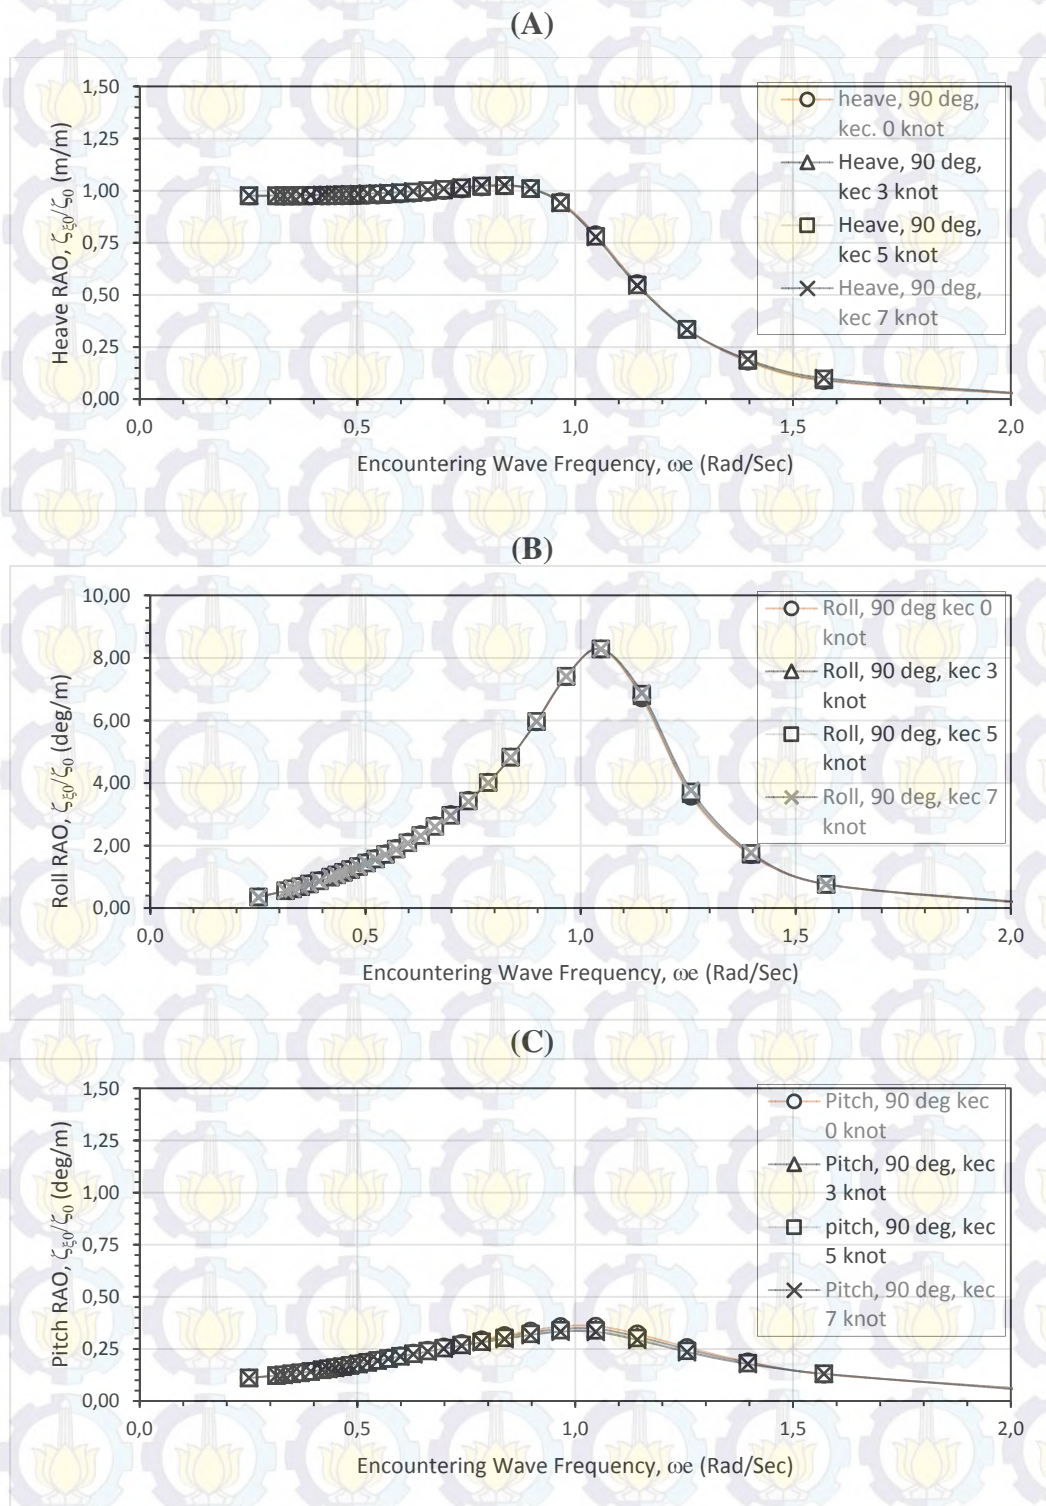 (A)
1,50
1,25
1,00
0,75
0,50
0,25
0,00
Heave RAO, ζξ0/ζ0 (m/m)
0,0 0,5 1,0 1,5 2,0
Encountering Wave Frequency, ωe (Rad/Sec)
heave, 90 deg,
kec. 0 knot
Heave, 90 deg,
kec 3 knot
Heave, 90 deg,
kec 5 knot
Heave, 90 deg,
kec 7 knot
(B)
10,00
8,00
6,00
4,00
2,00
0,00
Roll RAO, ζξ0/ζ0 (deg/m)
0,0 0,5 1,0 1,5 2,0
Encountering Wave Frequency, ωe (Rad/Sec)
Roll, 90 deg kec 0
knot
Roll, 90 deg, kec 3
knot
Roll, 90 deg, kec 5
knot
Roll, 90 deg, kec 7
knot
(C)
1,50
1,25
1,00
0,75
0,50
0,25
0,00
Pitch RAO, ζξ0/ζ0 (deg/m)
0,0 0,5 1,0 1,5 2,0
Encountering Wave Frequency, ωe (Rad/Sec)
Pitch, 90 deg kec
0 knot
Pitch, 90 deg, kec
3 knot
pitch, 90 deg, kec
5 knot
Pitch, 90 deg, kec
7 knot